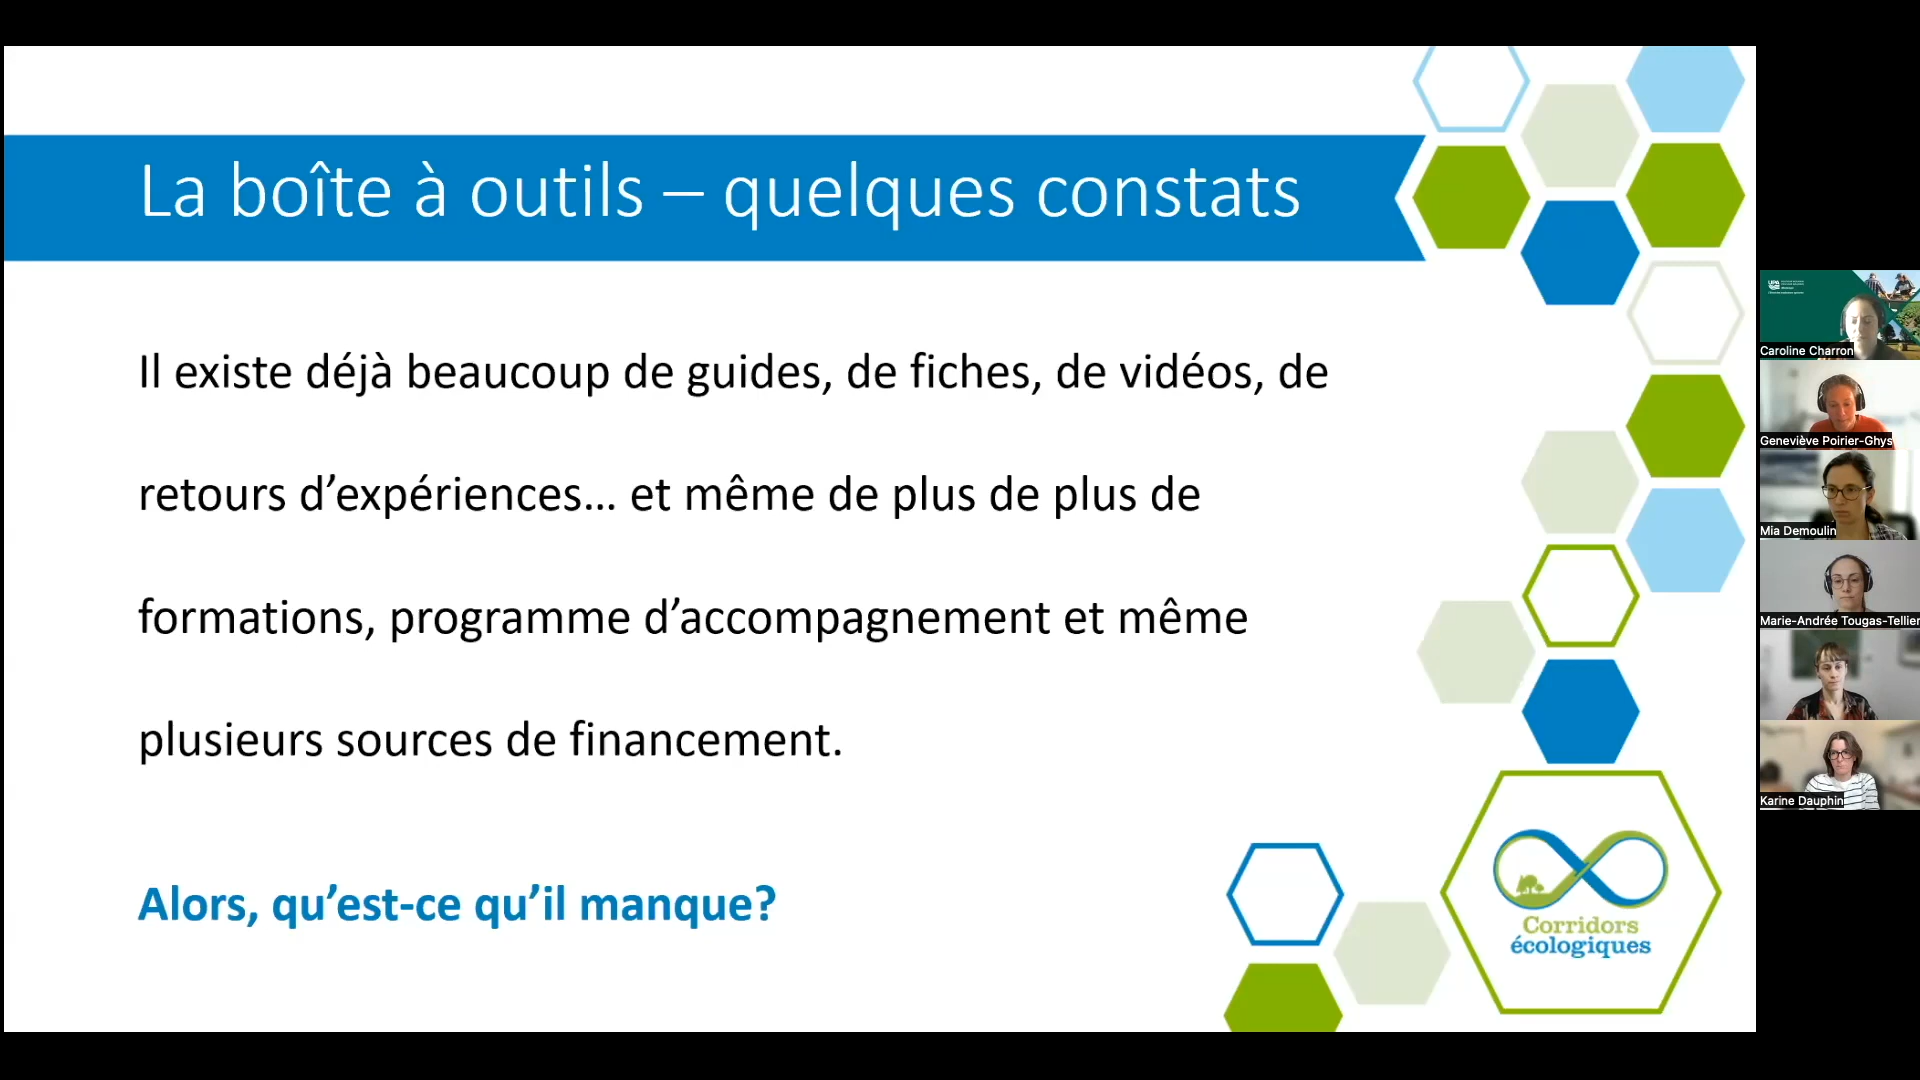 La boîte à outils – quelques constats
Il existe déjà beaucoup de guides, de fiches, de vidéos, de
retours d’expériences… et même de plus de plus de
formations, programme d’accompagnement et même
plusieurs sources de financement.
Alors, qu’est-ce qu’il manque?
Corridors
écologiques
UPA
Caroline Charron
Geneviève Poirier-Ghys
Mia Demoulin
Marie-Andrée Tougas-Tellier
Karine Dauphin